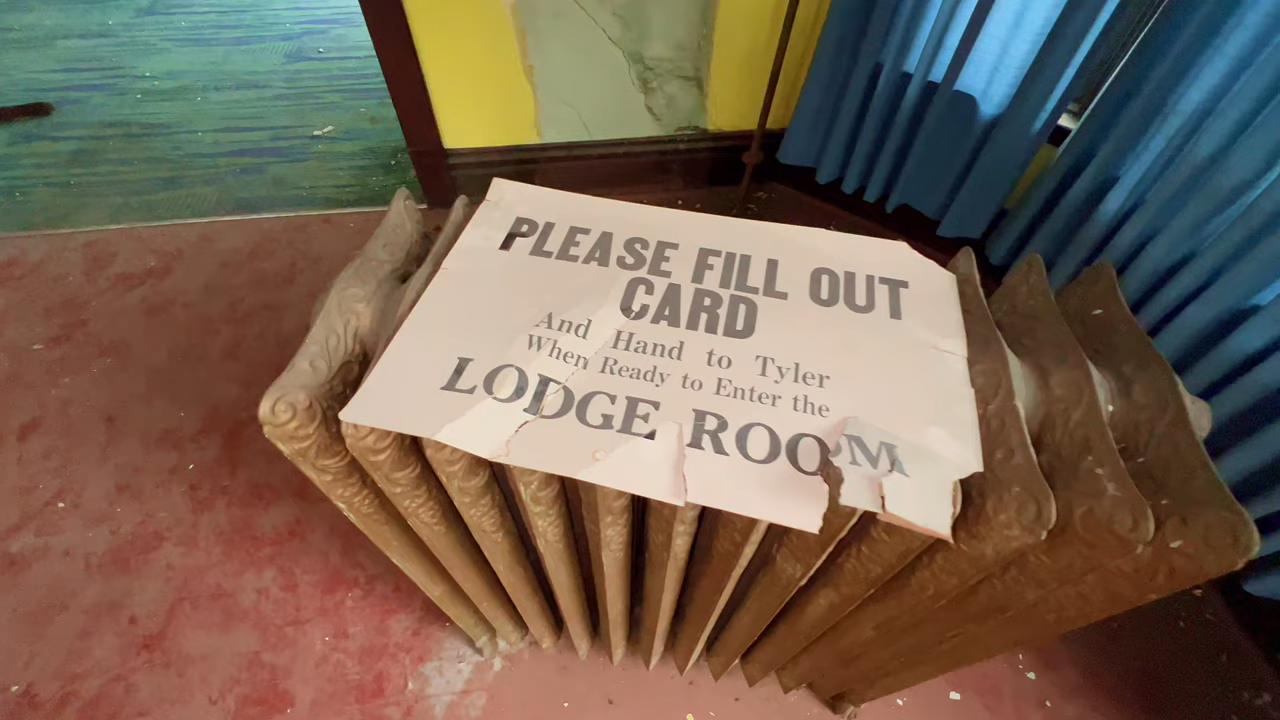 PLEASE FILL OUT
CARD
And Hand to Tyler
When Ready to Enter the
LODGE ROOM